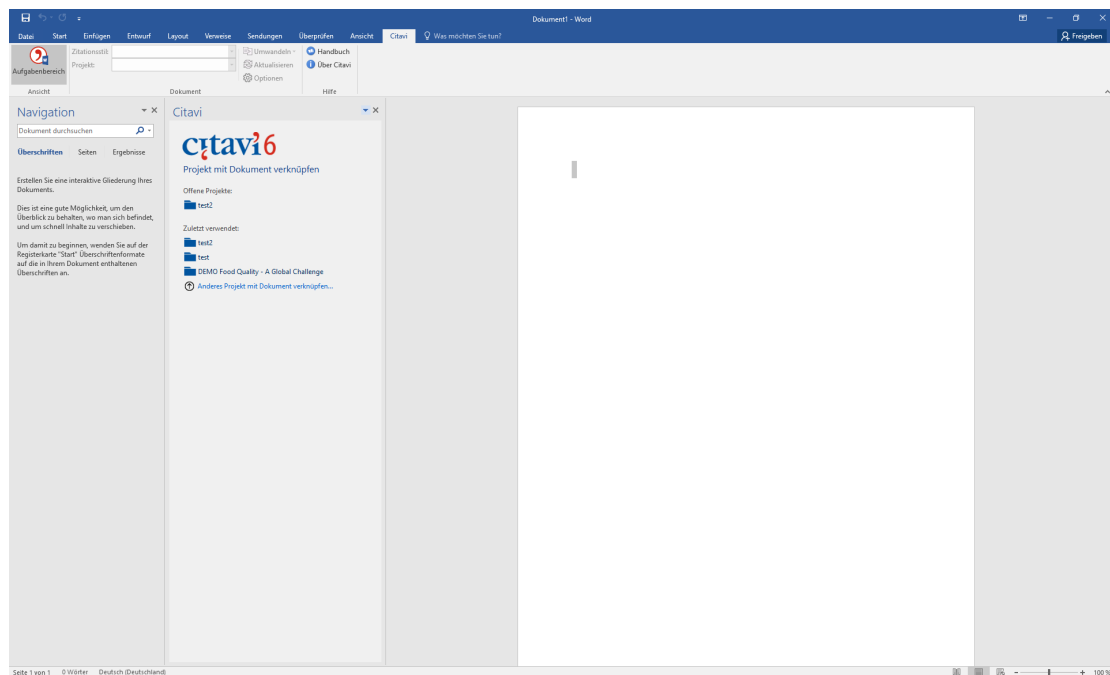 Dokument1 - Word
Datei Start Einfügen Entwurf Layout Verweise Sendungen Überprüfen Ansicht Citavi Was möchten Sie tun? Freigeben
Aufgabenbereich
Zitationsstil:
Projekt:
Umwandeln
Aktualisieren
Optionen
Handbuch
Über Citavi
Ansicht Dokument Hilfe
Navigation
Dokument durchsuchen
Überschriften Seiten Ergebnisse
Erstellen Sie eine interaktive Gliederung Ihres
Dokuments.
Dies ist eine gute Möglichkeit, um den
Überblick zu behalten, wo man sich befindet,
und um schnell Inhalte zu verschieben.
Um damit zu beginnen, wenden Sie auf der
Registerkarte "Start" Überschriftenformate
auf die in Ihrem Dokument enthaltenen
Überschriften an.
Citavi
citavi 6
Projekt mit Dokument verknüpfen
Offene Projekte:
test2
Zuletzt verwendet:
test2
test
DEMO Food Quality - A Global Challenge
Anderes Projekt mit Dokument verknüpfen...
Seite 1 von 1 0 Wörter Deutsch (Deutschland)
100 %